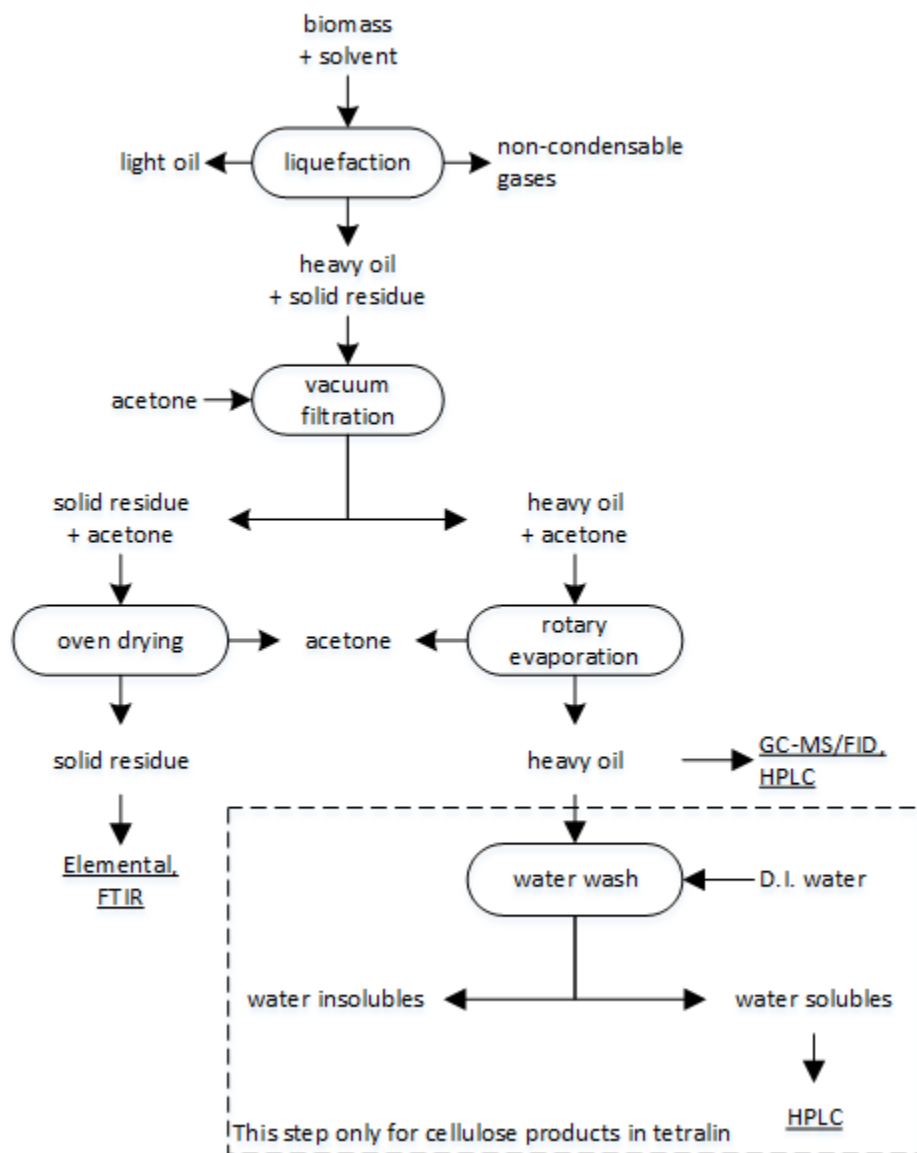 biomass
+ solvent
light oil
liquefaction
non-condensable
gases
heavy oil
+ solid residue
acetone
vacuum
filtration
solid residue
+ acetone
heavy oil
+ acetone
oven drying
acetone
rotary
evaporation
solid residue
heavy oil
GC-MS/FID,
HPLC
Elemental,
FTIR
water wash
D.I. water
water insolubles
water solubles
HPLC
This step only for cellulose products in tetralin